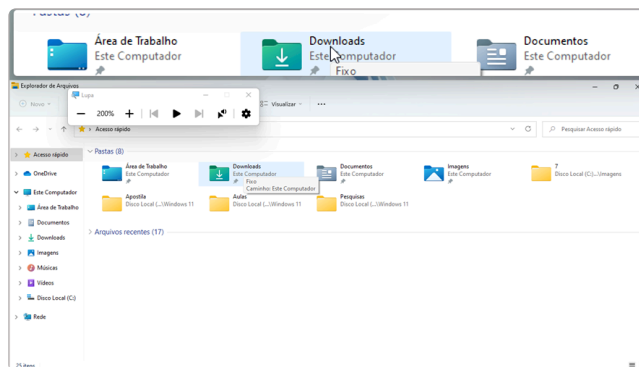 Pastas (8)
Área de Trabalho
Este Computador
Downloads
Este Computador
Fixo
Documentos
Este Computador
Explorador de Arquivos
Lupa
Novo
200%
Visualizar
Acesso rápido
Pesquisar Acesso rápido
Acesso rápido
OneDrive
Este Computador
Área de Trabalho
Documentos
Downloads
Imagens
Músicas
Vídeos
Disco Local (C:)
Rede
Pastas (8)
Área de Trabalho
Este Computador
Downloads
Este Computador
Fixo
Caminho: Este Computador
Documentos
Este Computador
Imagens
Este Computador
7
Disco Local (C:)\...\Imagens
Apostila
Disco Local (...\Windows 11
Aulas
Disco Local (...\Windows 11
Pesquisas
Disco Local (...\Windows 11
Arquivos recentes (17)
25 itens